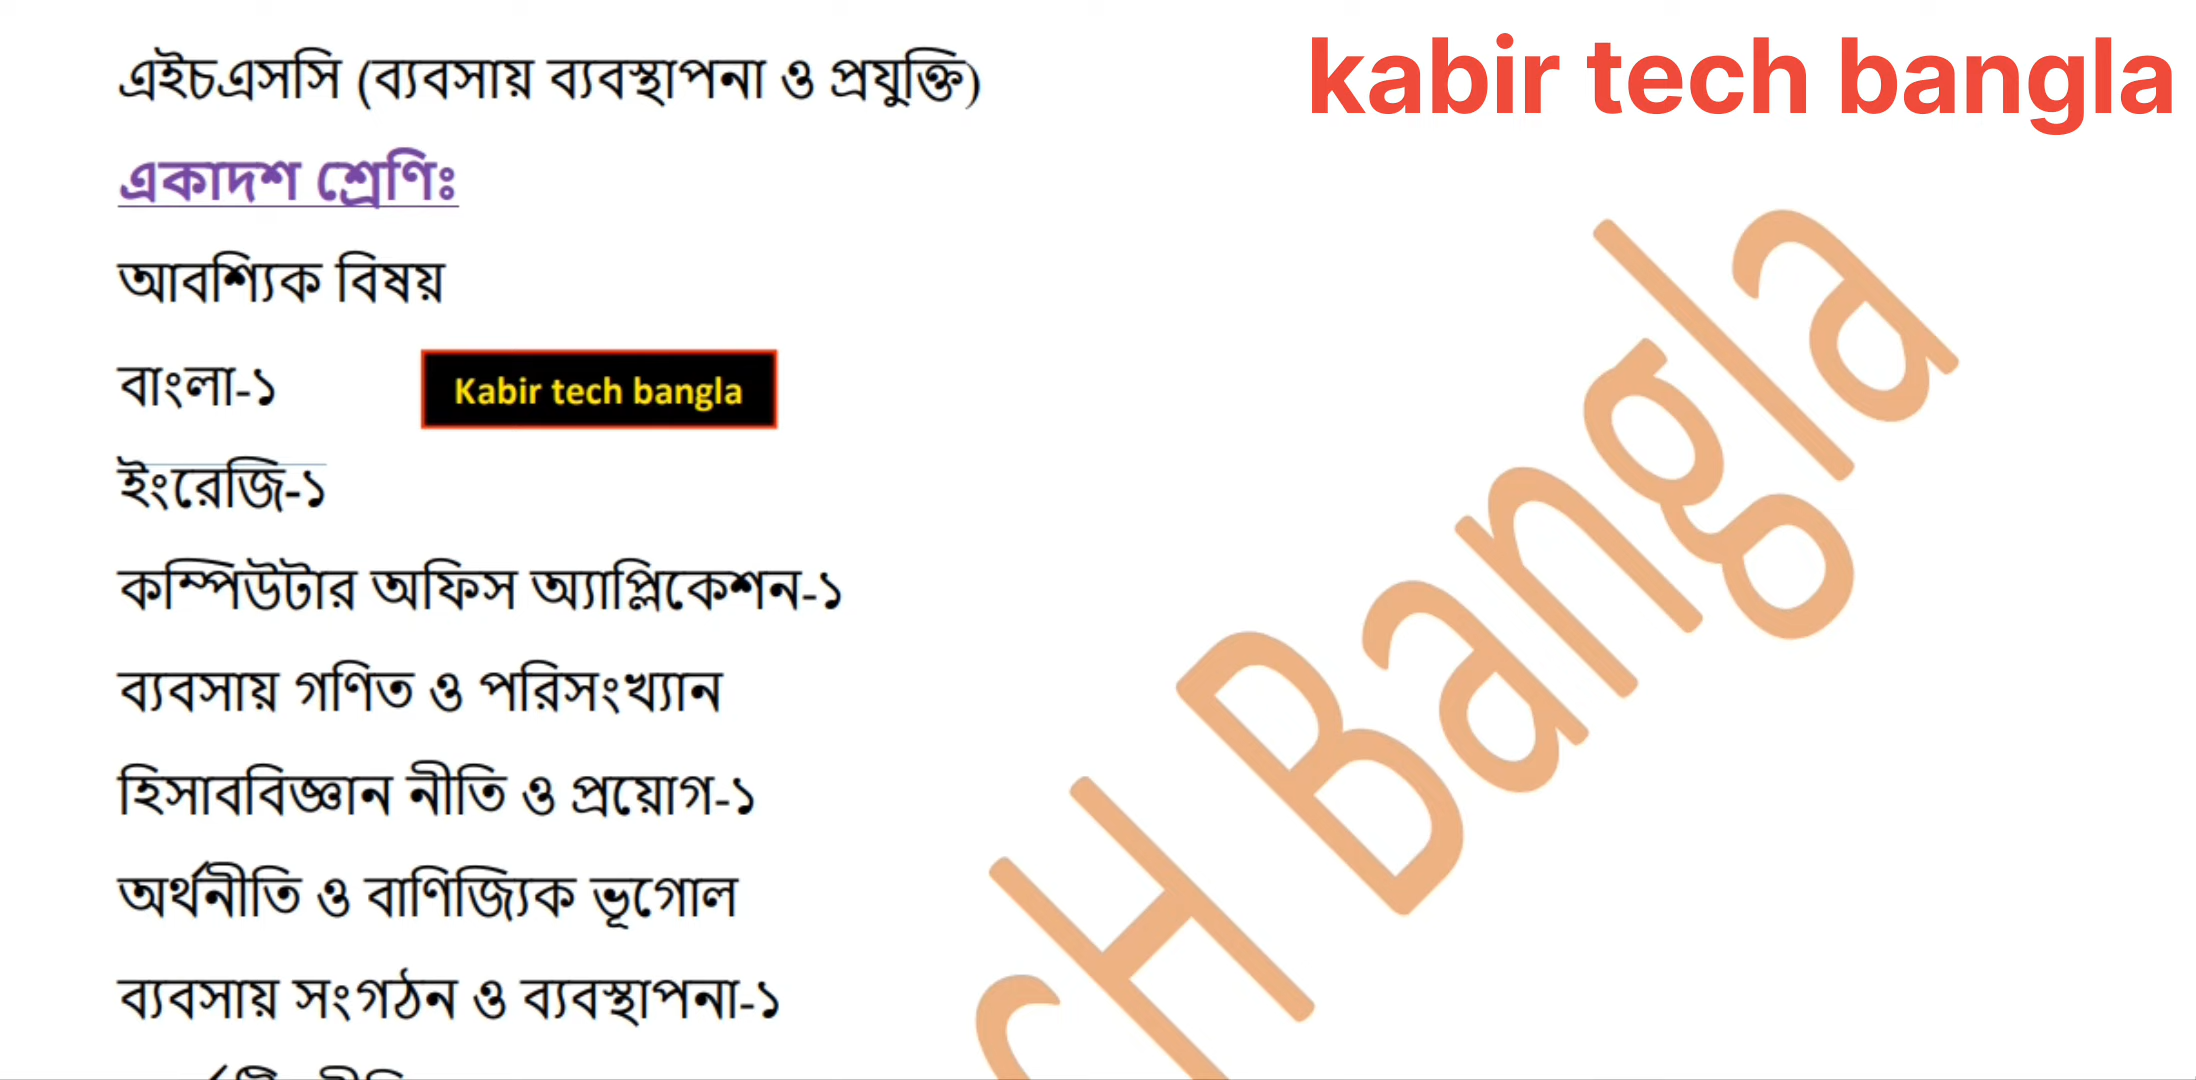 এইচএসসি (ব্যবসায় ব্যবস্থাপনা ও প্রযুক্তি)
kabir tech bangla
একাদশ শ্রেণিঃ
আবশ্যিক বিষয়
বাংলা-১
Kabir tech bangla
ইংরেজি-১
কম্পিউটার অফিস অ্যাপ্লিকেশন-১
ব্যবসায় গণিত ও পরিসংখ্যান
হিসাববিজ্ঞান নীতি ও প্রয়োগ-১
অর্থনীতি ও বাণিজ্যিক ভূগোল
ব্যবসায় সংগঠন ও ব্যবস্থাপনা-১
cH Bangla